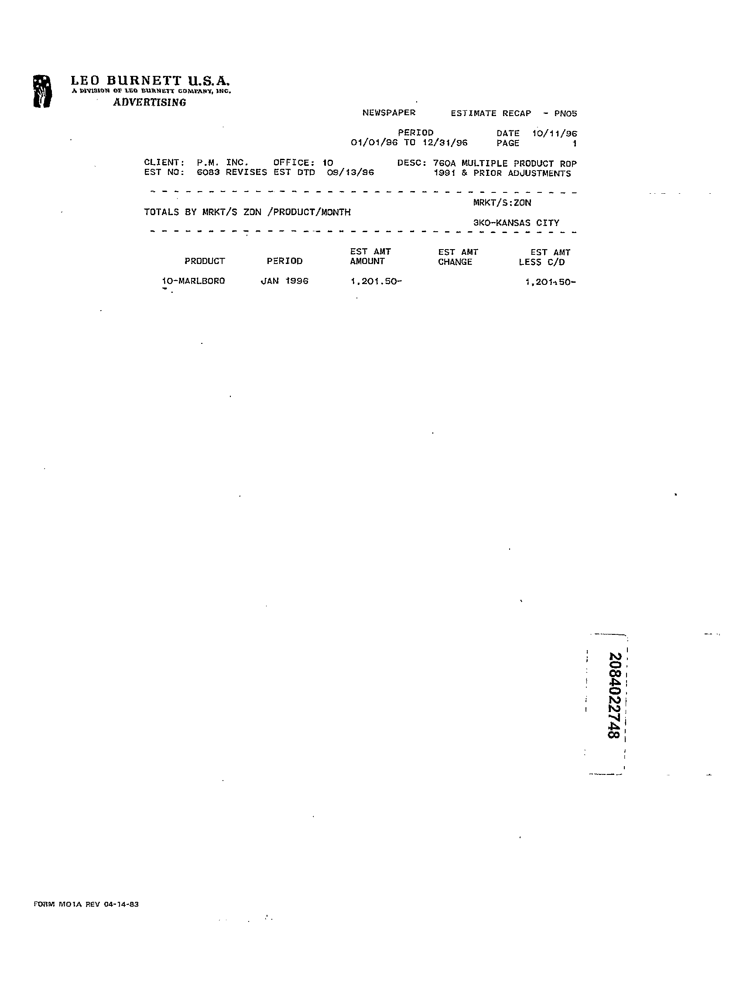 LEO BURNETT U.S.A.
A DIVISION OF LEO BURNETT COMPANY, INC.
ADVERTISING
NEWSPAPER ESTIMATE RECAP - PNO5
PERIOD DATE 10/11/96
01/01/96 TO 12/31/96 PAGE 1
CLIENT: P.M. INC. OFFICE: 10 DESC: 760A MULTIPLE PRODUCT ROP
EST NO: 6083 REVISES EST DTD 09/13/96 1991 & PRIOR ADJUSTMENTS
MRKT/S:ZON
TOTALS BY MRKT/S ZON /PRODUCT/MONTH
3KO-KANSAS CITY
EST AMT EST AMT EST AMT
PRODUCT PERIOD AMOUNT CHANGE LESS C/D
10-MARLBORO JAN 1996 1,201.50- 1,201.50-
2084022748
FORM MO1A REV 04-14-83